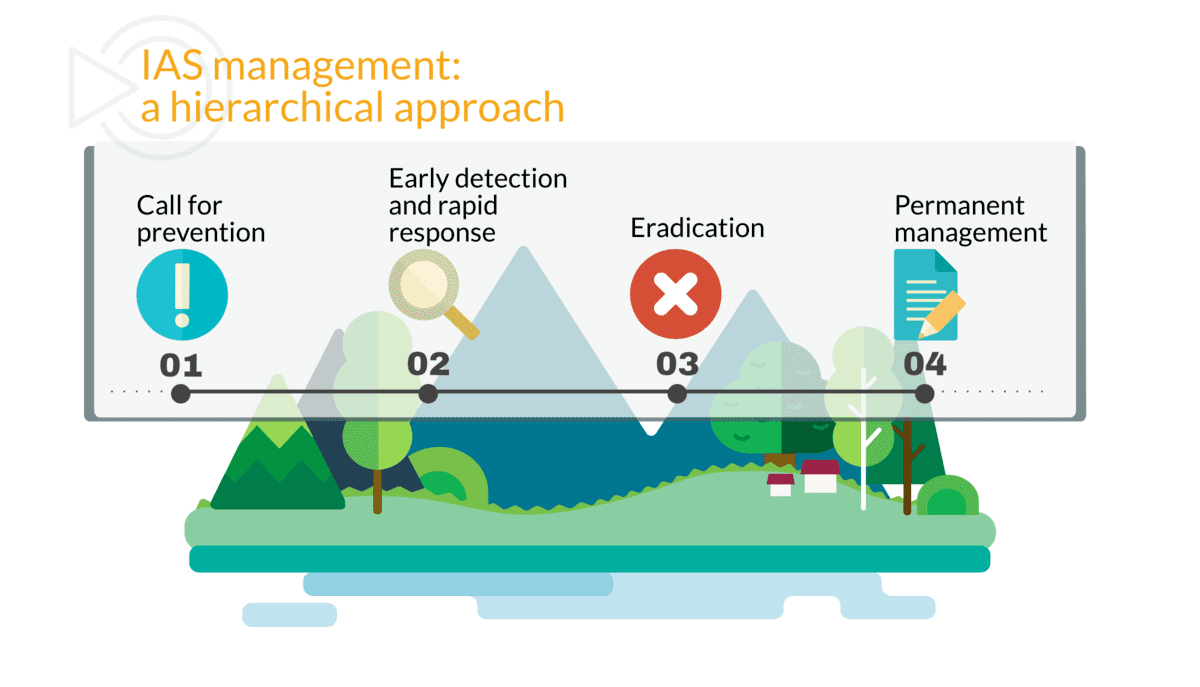 IAS management:
a hierarchical approach
Call for
prevention
Early detection
and rapid
response
Eradication
Permanent
management
01
02
03
04